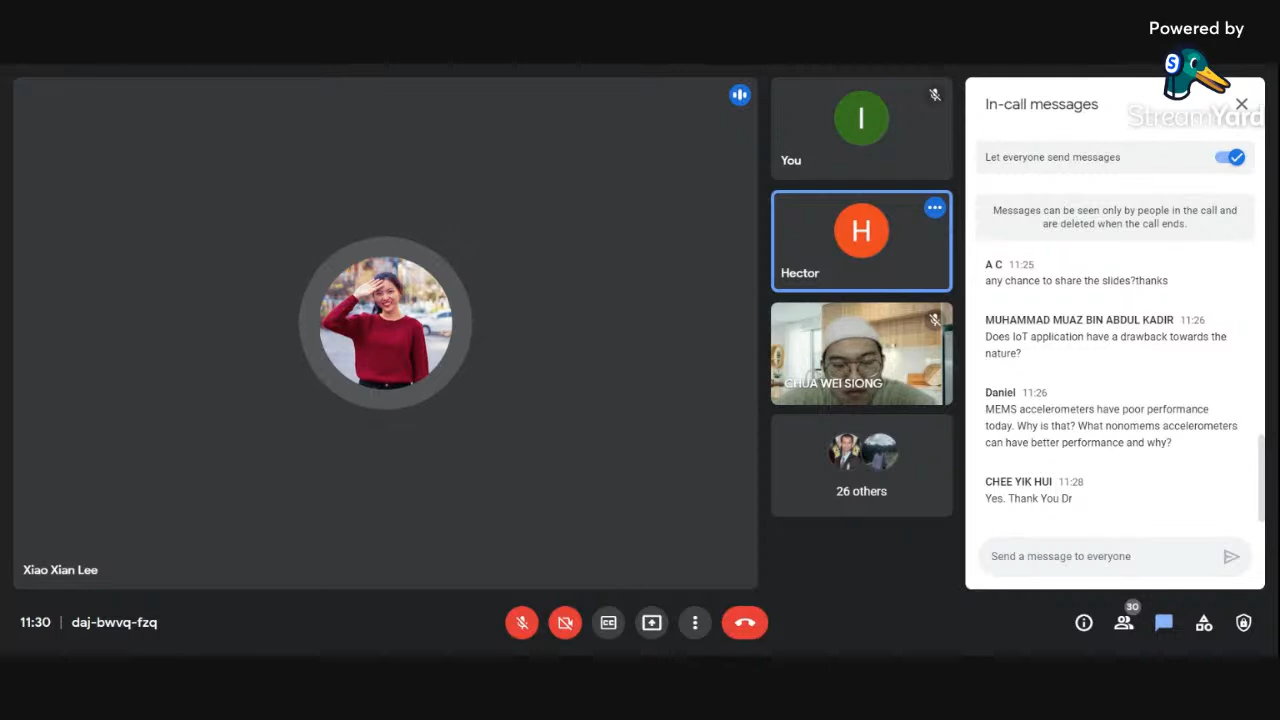 Powered by
S
StreamYard
In-call messages
Let everyone send messages
Messages can be seen only by people in the call and
are deleted when the call ends.
A C 11:25
any chance to share the slides?thanks
MUHAMMAD MUAZ BIN ABDUL KADIR 11:26
Does IoT application have a drawback towards the
nature?
Daniel 11:26
MEMS accelerometers have poor performance
today. Why is that? What nonomems accelerometers
can have better performance and why?
CHEE YIK HUI 11:28
Yes. Thank You Dr
Send a message to everyone
I
You
H
Hector
CHUA WEI SIONG
26 others
Xiao Xian Lee
11:30 | daj-bwvq-fzq
CC
30